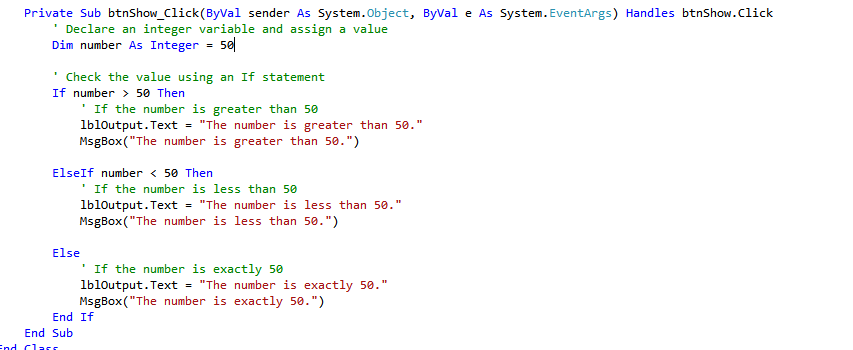 Private Sub btnShow_Click(ByVal sender As System.Object, ByVal e As System.EventArgs) Handles btnShow.Click
' Declare an integer variable and assign a value
Dim number As Integer = 50
' Check the value using an If statement
If number > 50 Then
' If the number is greater than 50
lblOutput.Text = "The number is greater than 50."
MsgBox("The number is greater than 50.")
ElseIf number < 50 Then
' If the number is less than 50
lblOutput.Text = "The number is less than 50."
MsgBox("The number is less than 50.")
Else
' If the number is exactly 50
lblOutput.Text = "The number is exactly 50."
MsgBox("The number is exactly 50.")
End If
End Sub
End Class